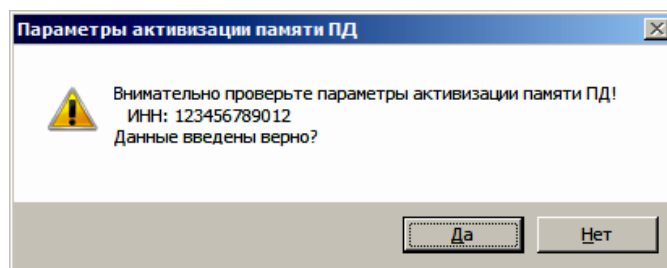 Параметры активизации памяти ПД
Внимательно проверьте параметры активизации памяти ПД!
ИНН: 123456789012
Данные введены верно?
Да
Нет